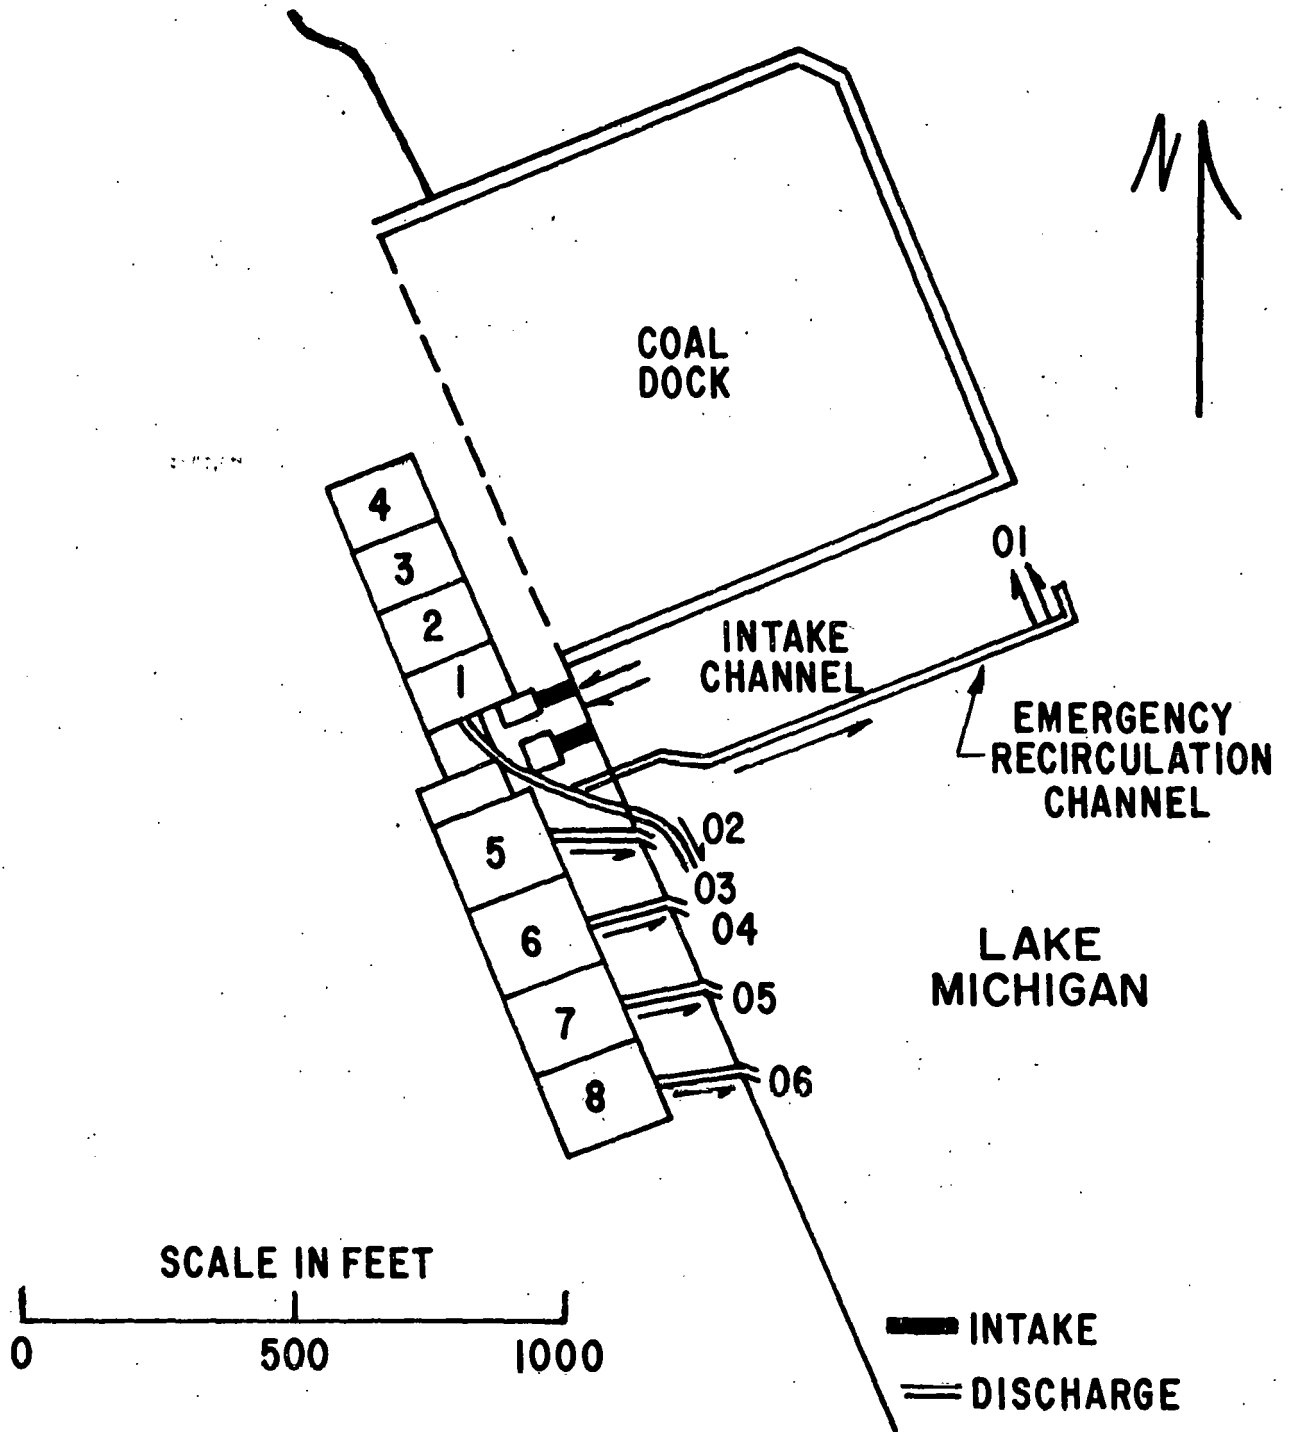 N
COAL
DOCK
4
3
2
1
01
INTAKE
CHANNEL
EMERGENCY
RECIRCULATION
CHANNEL
5
02
03
6
04
LAKE
MICHIGAN
7
05
8
06
SCALE IN FEET
0 500 1000
INTAKE
DISCHARGE